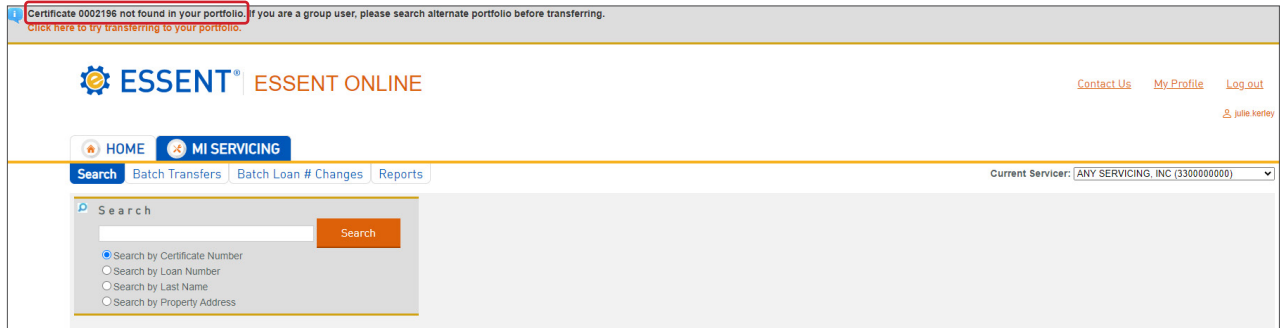 Certificate 0002196 not found in your portfolio. If you are a group user, please search alternate portfolio before transferring.
Click here to try transferring to your portfolio.
ESSENT® ESSENT ONLINE
Contact Us My Profile Log out
julie.kerley
HOME MI SERVICING
Search Batch Transfers Batch Loan # Changes Reports
Current Servicer: ANY SERVICING, INC (3300000000)
Search
Search
Search by Certificate Number
Search by Loan Number
Search by Last Name
Search by Property Address